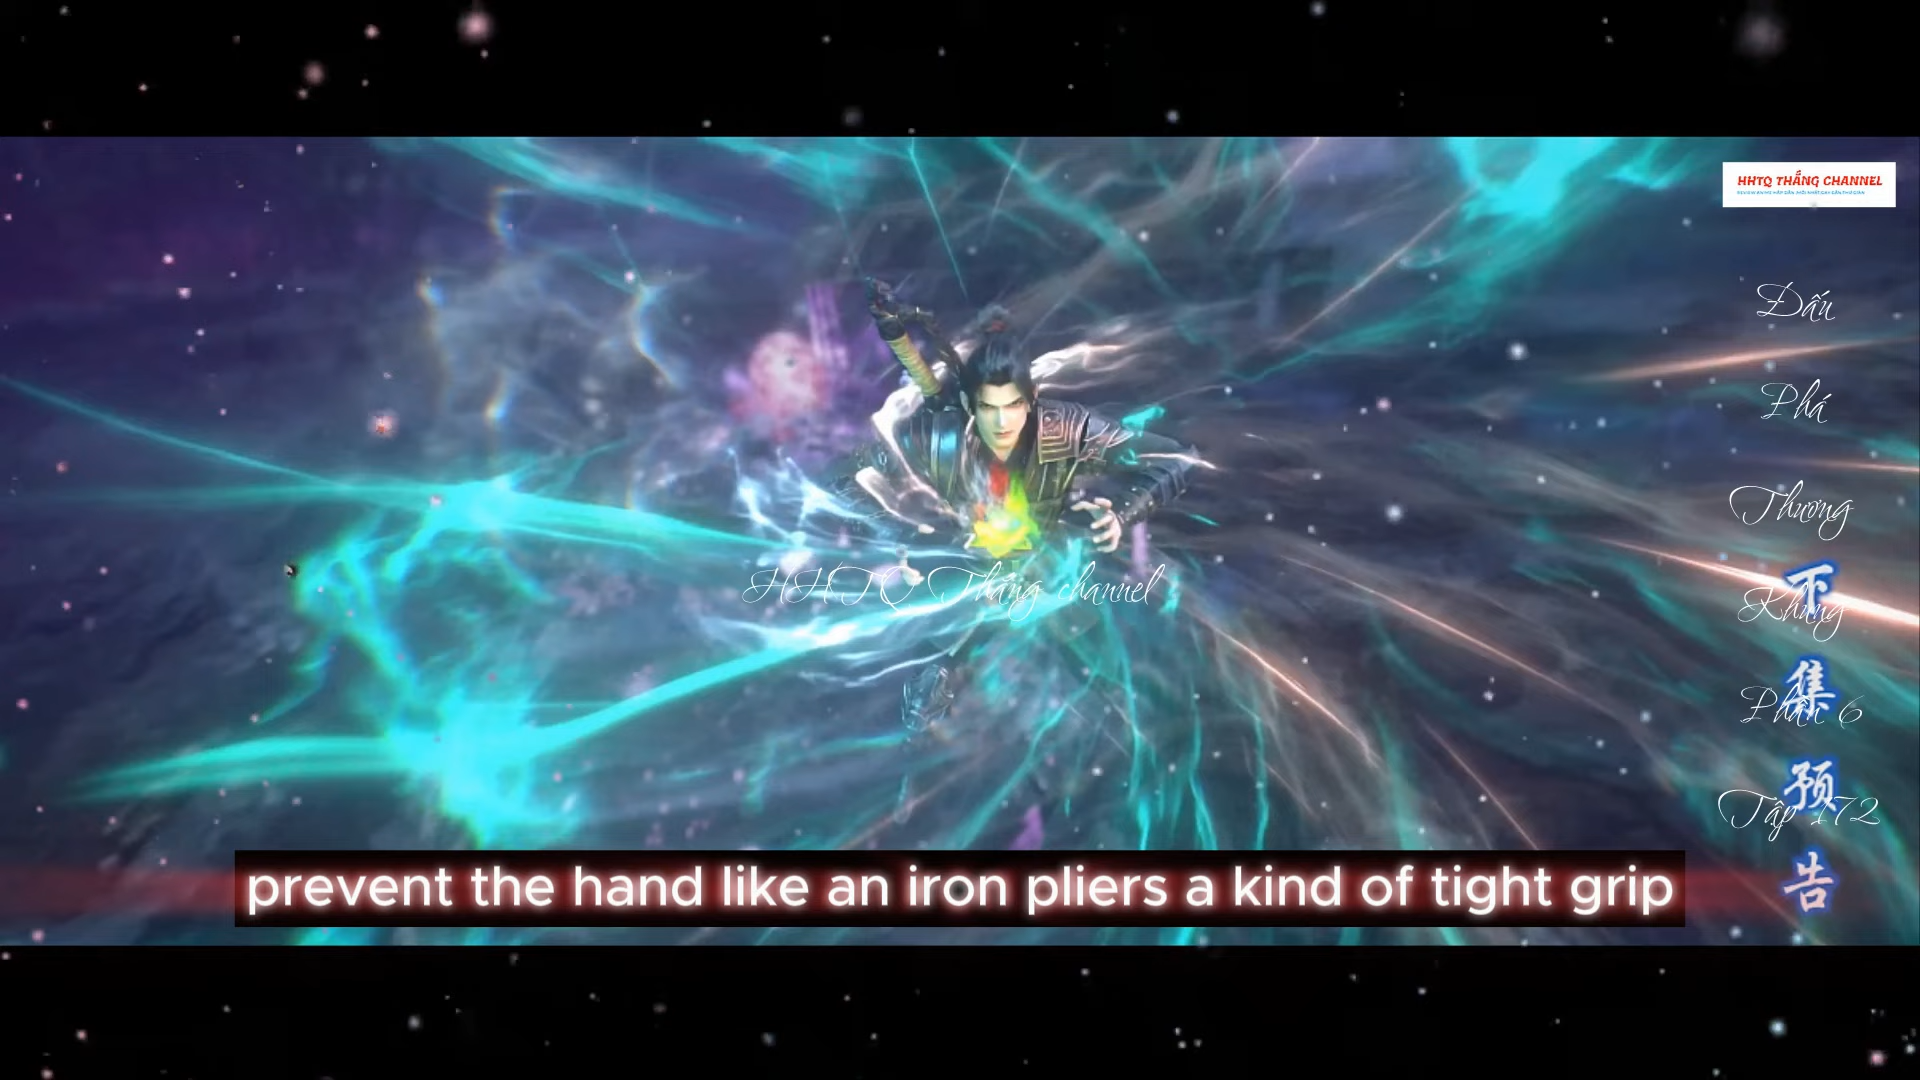 HHTQ THẮNG CHANNEL
Đấu
Phá
Thương
Khung
Phần 6
Tập 172
下集预告
HHTQ Thắng channel
prevent the hand like an iron pliers a kind of tight grip